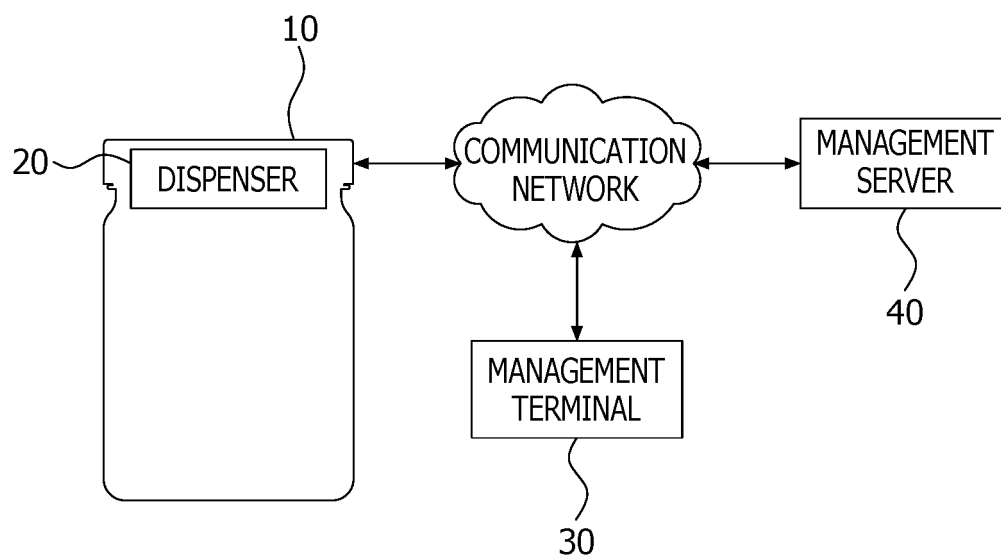 10
20
DISPENSER
COMMUNICATION
NETWORK
MANAGEMENT
SERVER
40
MANAGEMENT
TERMINAL
30